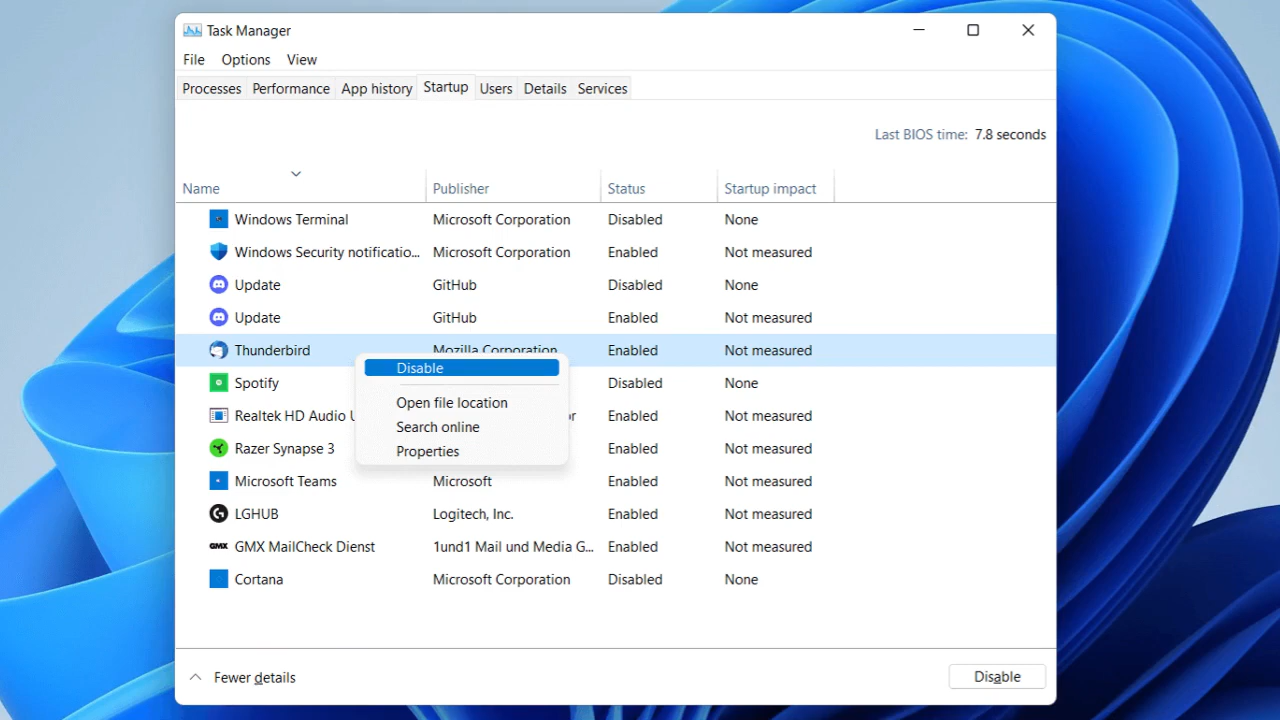 Task Manager
File Options View
Processes Performance App history Startup Users Details Services
Last BIOS time: 7.8 seconds
Name Publisher Status Startup impact
Windows Terminal Microsoft Corporation Disabled None
Windows Security notificatio... Microsoft Corporation Enabled Not measured
Update GitHub Disabled None
Update GitHub Enabled Not measured
Thunderbird Mozilla Corporation Enabled Not measured
Disable
Spotify Disabled None
Open file location
Realtek HD Audio Enabled Not measured
Search online
Razer Synapse 3 Enabled Not measured
Properties
Microsoft Teams Microsoft Enabled Not measured
LGHUB Logitech, Inc. Enabled Not measured
GMX GMX MailCheck Dienst 1und1 Mail und Media G... Enabled Not measured
Cortana Microsoft Corporation Disabled None
Fewer details Disable